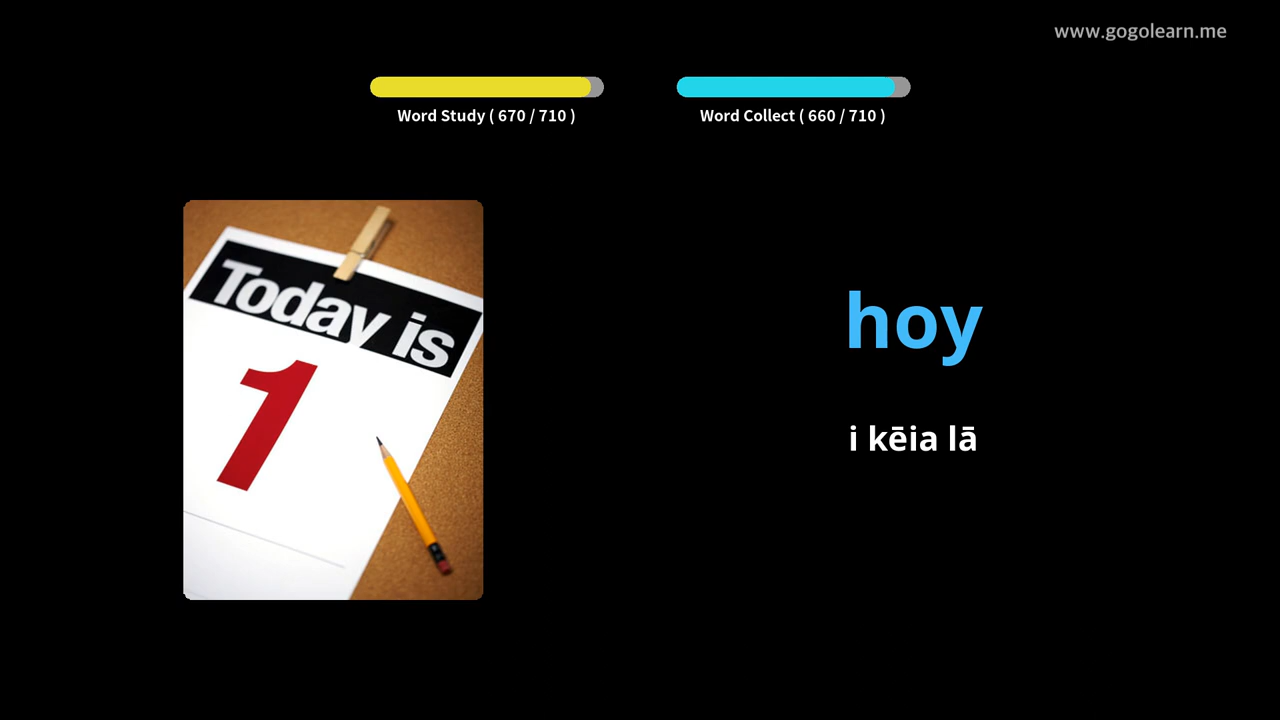 www.gogolearn.me
Word Study ( 670 / 710 )
Word Collect ( 660 / 710 )
Today is
1
hoy
i kēia lā